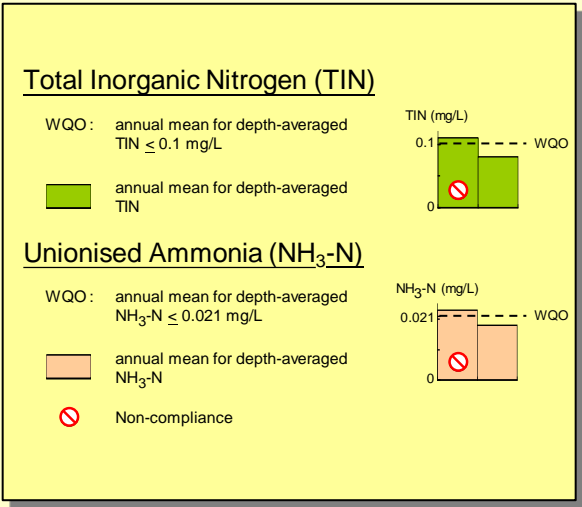 Total Inorganic Nitrogen (TIN)
WQO : annual mean for depth-averaged
TIN ≤ 0.1 mg/L
annual mean for depth-averaged
TIN
TIN (mg/L)
0.1
WQO
0
Unionised Ammonia (NH3-N)
WQO : annual mean for depth-averaged
NH3-N ≤ 0.021 mg/L
annual mean for depth-averaged
NH3-N
Non-compliance
NH3-N (mg/L)
0.021
WQO
0